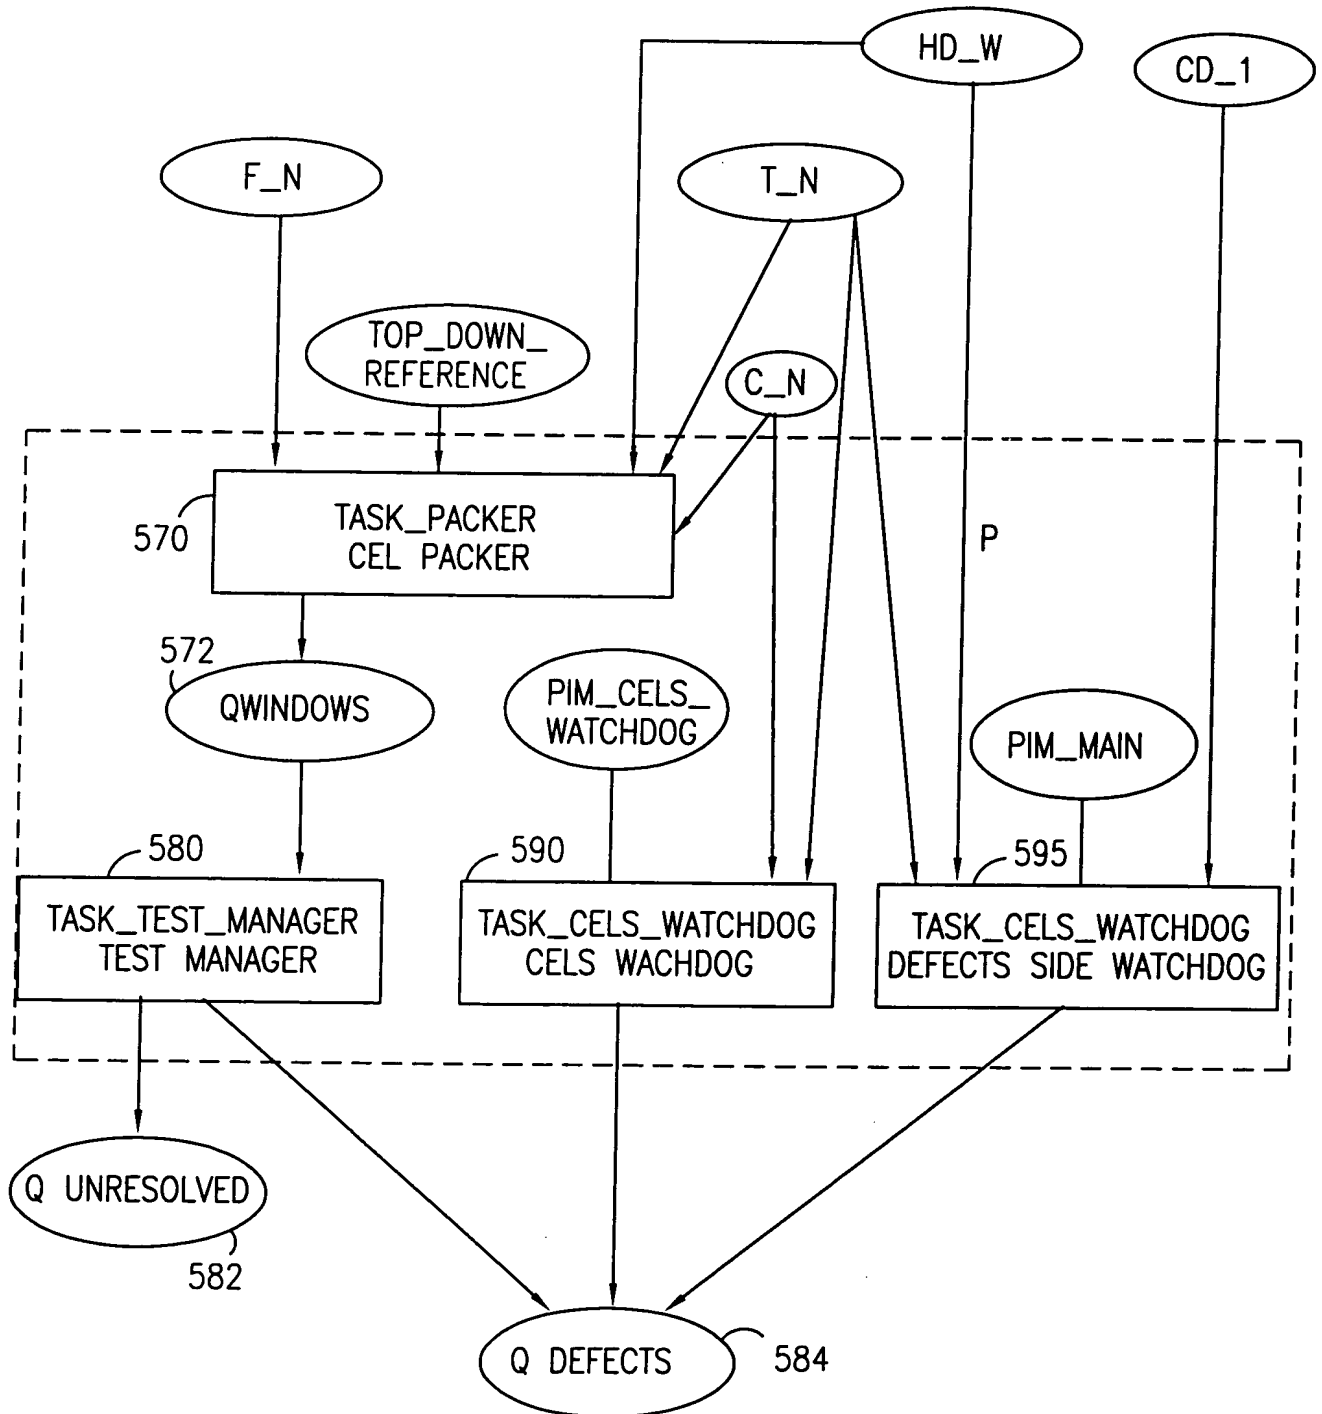 HD_W
CD_1
F_N
T_N
TOP_DOWN_
REFERENCE
C_N
570
TASK_PACKER
CEL PACKER
P
572
QWINDOWS
PIM_CELS_
WATCHDOG
PIM_MAIN
580
590
595
TASK_TEST_MANAGER
TEST MANAGER
TASK_CELS_WATCHDOG
CELS WACHDOG
TASK_CELS_WATCHDOG
DEFECTS SIDE WATCHDOG
Q UNRESOLVED
582
Q DEFECTS
584